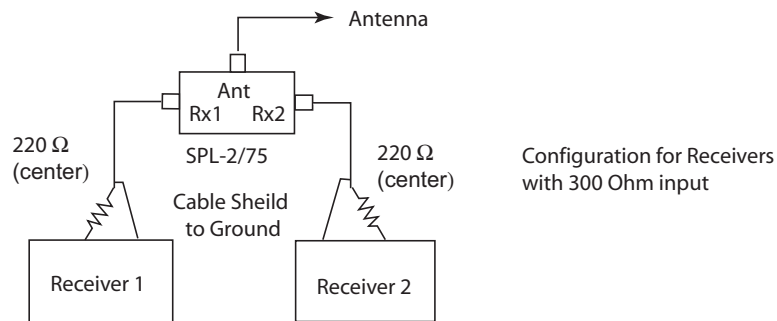 Antenna
Ant
Rx1 Rx2
220 Ω
(center)
SPL-2/75
220 Ω
(center)
Configuration for Receivers
with 300 Ohm input
Cable Sheild
to Ground
Receiver 1
Receiver 2